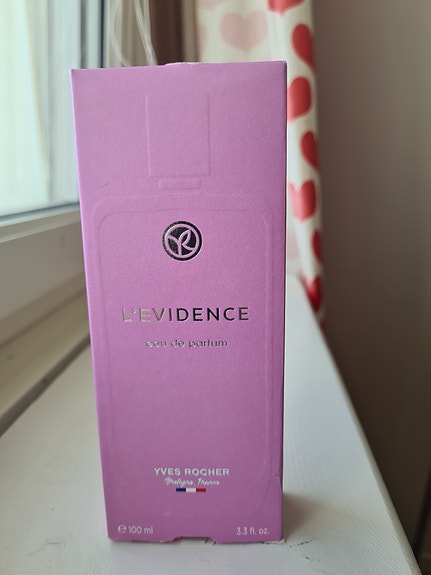 L'EVIDENCE
eau de parfum
YVES ROCHER
Bretagne, France
℮ 100 ml 3.3 fl. oz.